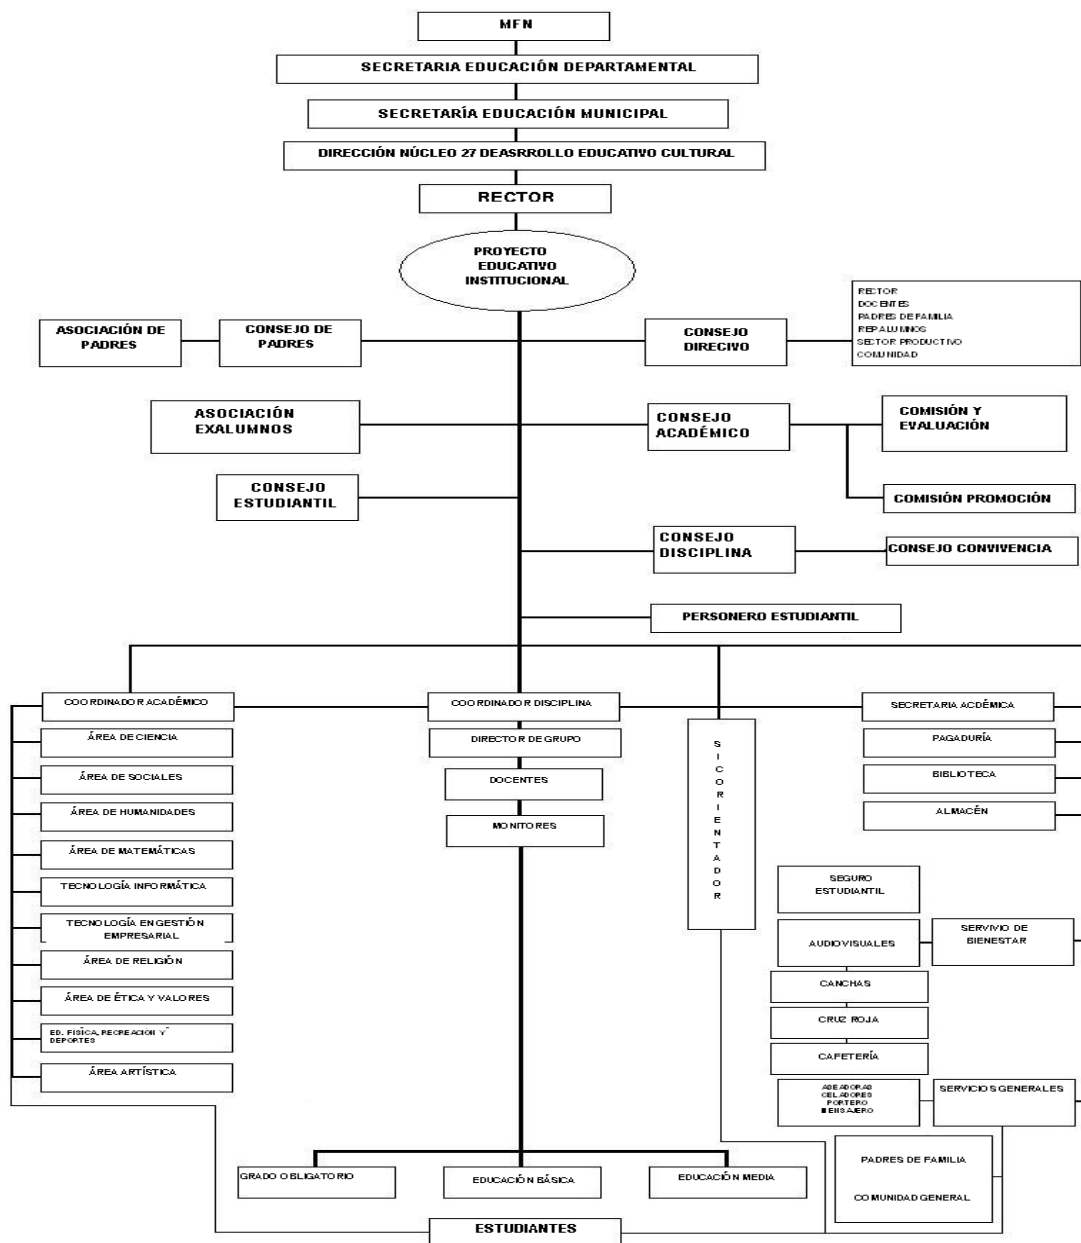 MFN
SECRETARIA EDUCACIÓN DEPARTAMENTAL
SECRETARÍA EDUCACIÓN MUNICIPAL
DIRECCIÓN NÚCLEO 27 DEASRROLLO EDUCATIVO CULTURAL
RECTOR
PROYECTO
EDUCATIVO
INSTITUCIONAL
ASOCIACIÓN DE
PADRES
CONSEJO DE
PADRES
CONSEJO
DIRECIVO
RECTOR
DOCENTES
PADRES DE FAMILIA
REP.ALUMNOS
SECTOR PRODUCTIVO
COMUNIDAD
ASOCIACIÓN
EXALUMNOS
CONSEJO
ACADÉMICO
COMISIÓN Y
EVALUACIÓN
CONSEJO
ESTUDIANTIL
COMISIÓN PROMOCIÓN
CONSEJO
DISCIPLINA
CONSEJO CONVIVENCIA
PERSONERO ESTUDIANTIL
COORDINADOR ACADÉMICO
ÁREA DE CIENCIA
ÁREA DE SOCIALES
ÁREA DE HUMANIDADES
ÁREA DE MATEMÁTICAS
TECNOLOGÍA INFORMÁTICA
TECNOLOGÍA EN GESTIÓN
EMPRESARIAL
ÁREA DE RELIGIÓN
ÁREA DE ÉTICA Y VALORES
ED. FÍSICA, RECREACIÓN Y
DEPORTES
ÁREA ARTÍSTICA
COORDINADOR DISCIPLINA
DIRECTOR DE GRUPO
DOCENTES
MONITORES
SICORIENTADOR
SECRETARIA ACDÉMICA
PAGADURÍA
BIBLIOTECA
ALMACÉN
SEGURO
ESTUDIANTIL
AUDIOVISUALES
SERVIVIO DE
BIENESTAR
CANCHAS
CRUZ ROJA
CAFETERÍA
ASEADORAS
CELADORES
PORTERO
MENSAJERO
SERVICIOS GENERALES
PADRES DE FAMILIA
COMUNIDAD GENERAL
GRADO OBLIGATORIO
EDUCACIÓN BÁSICA
EDUCACIÓN MEDIA
ESTUDIANTES